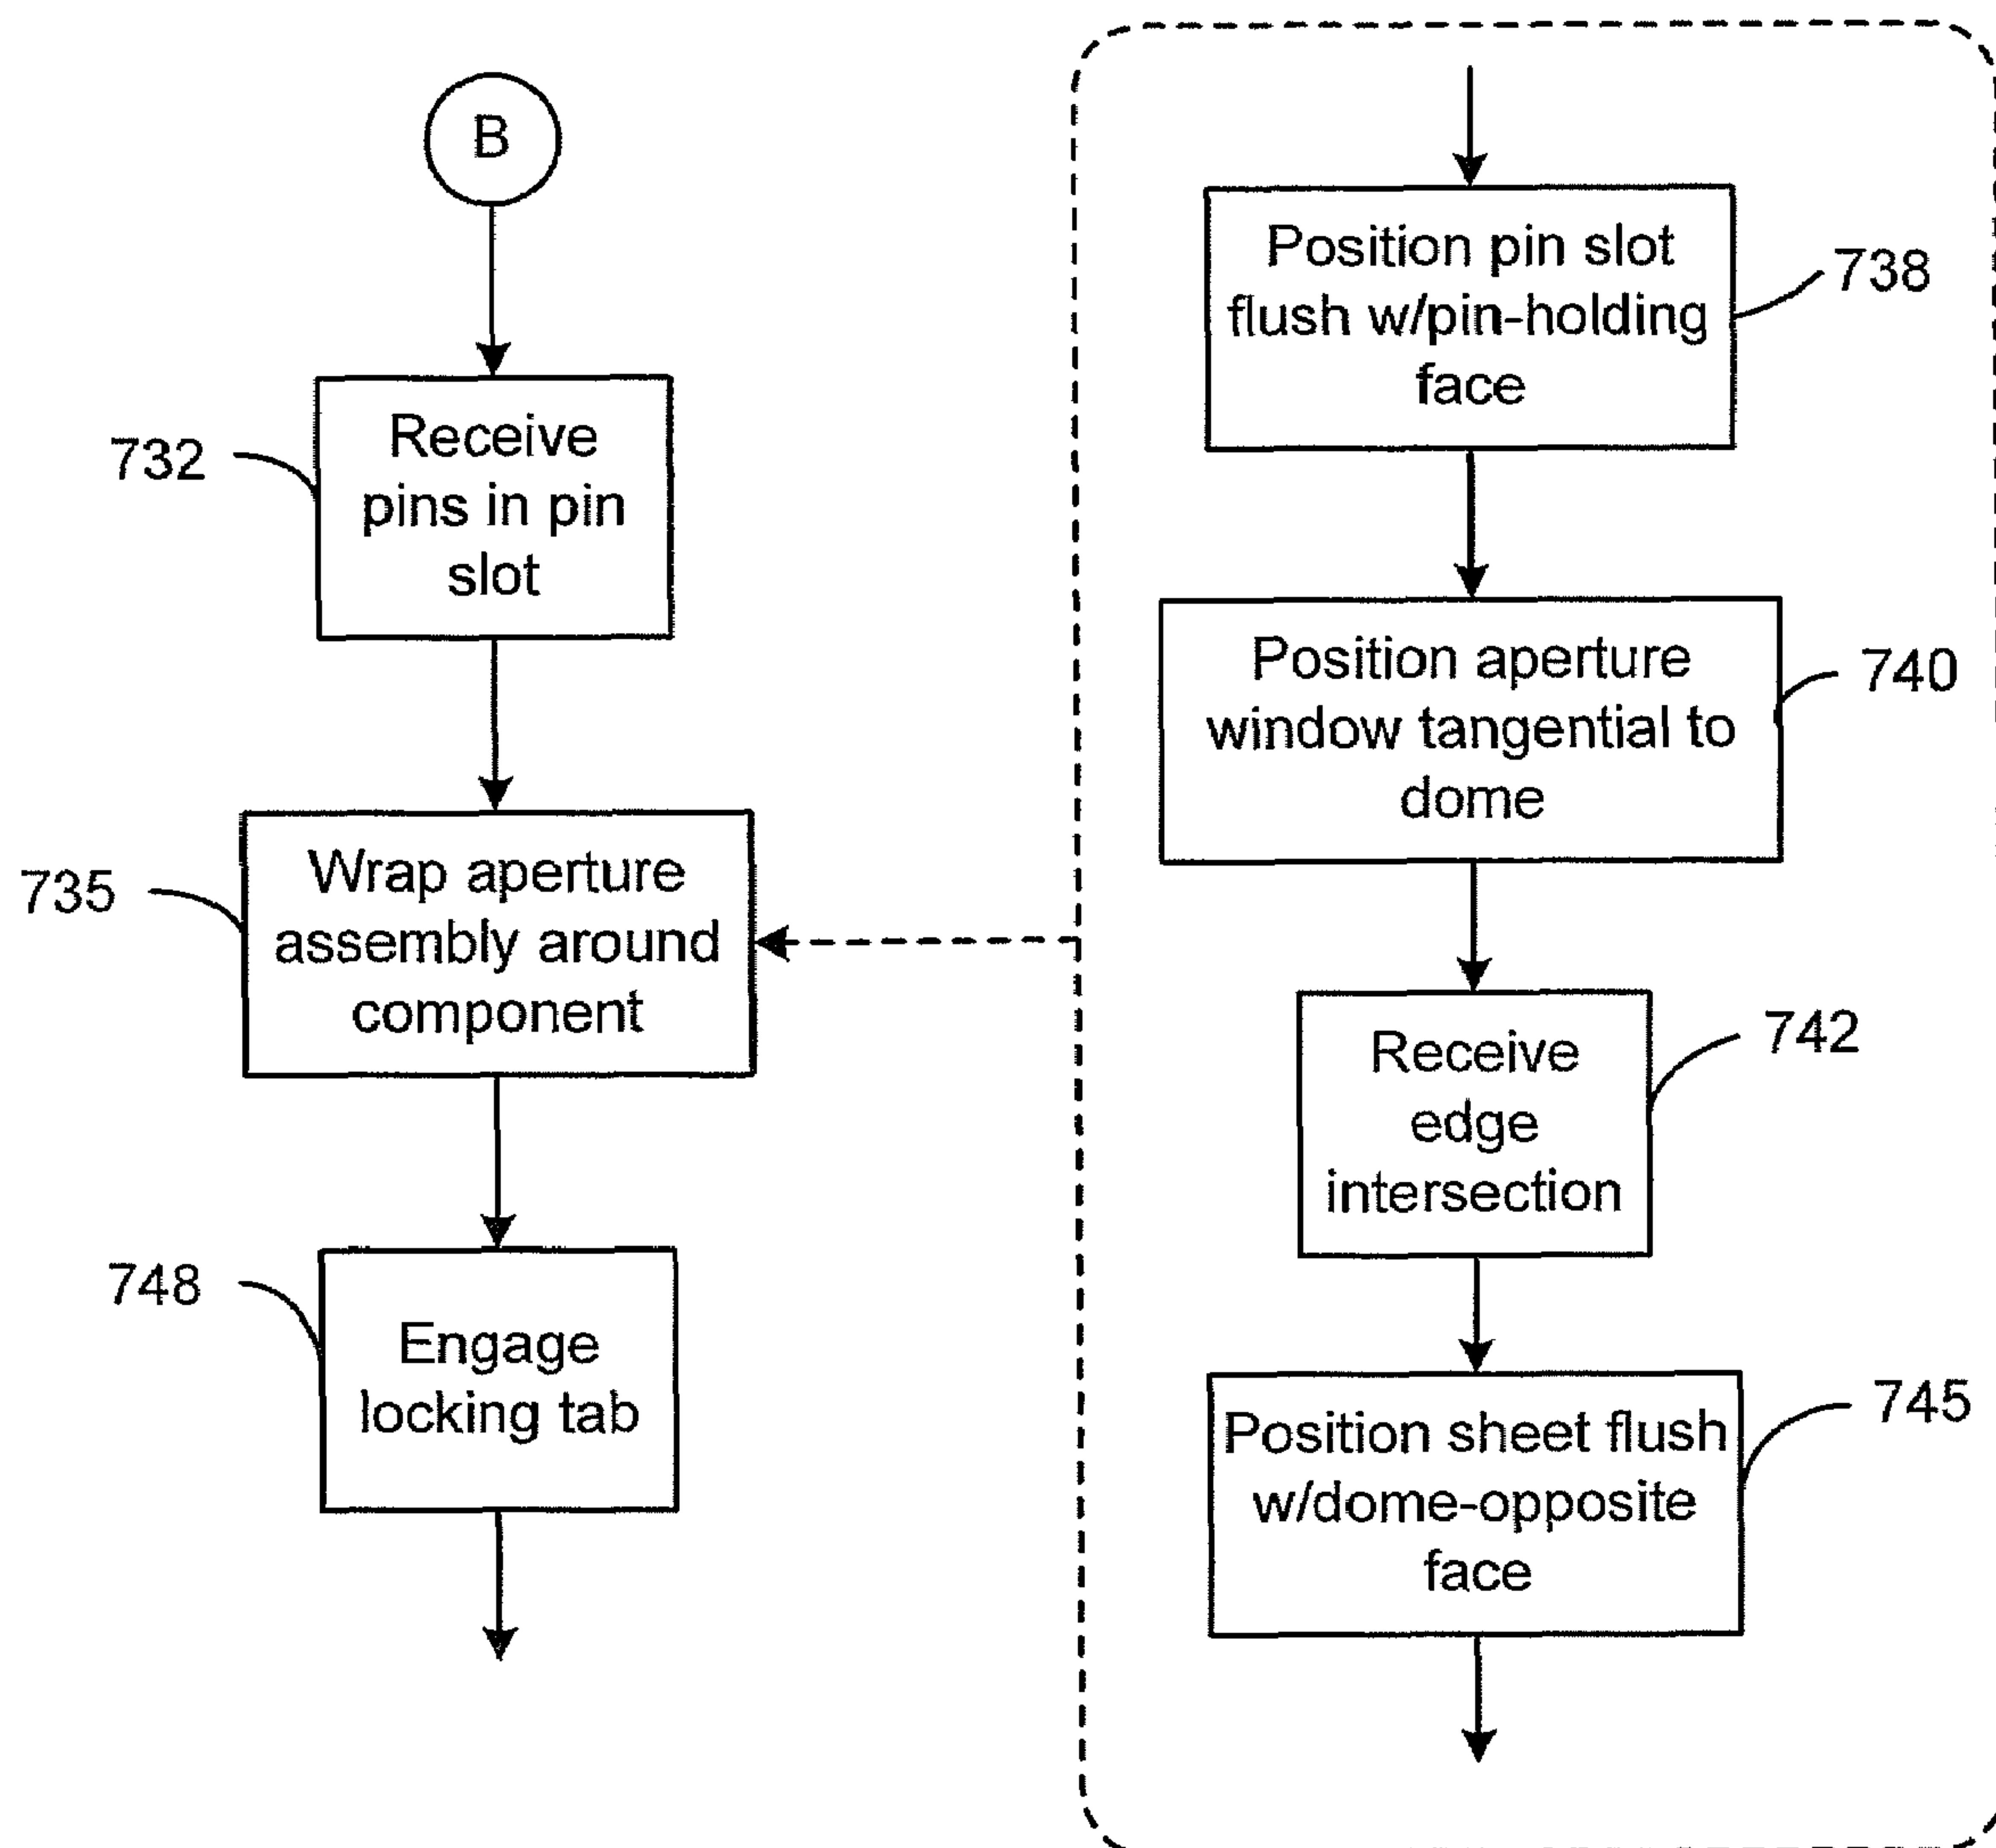 B
732
Receive
pins in pin
slot
735
Wrap aperture
assembly around
component
748
Engage
locking tab
Position pin slot
flush w/pin-holding
face
738
Position aperture
window tangential to
dome
740
Receive
edge
intersection
742
Position sheet flush
w/dome-opposite
face
745